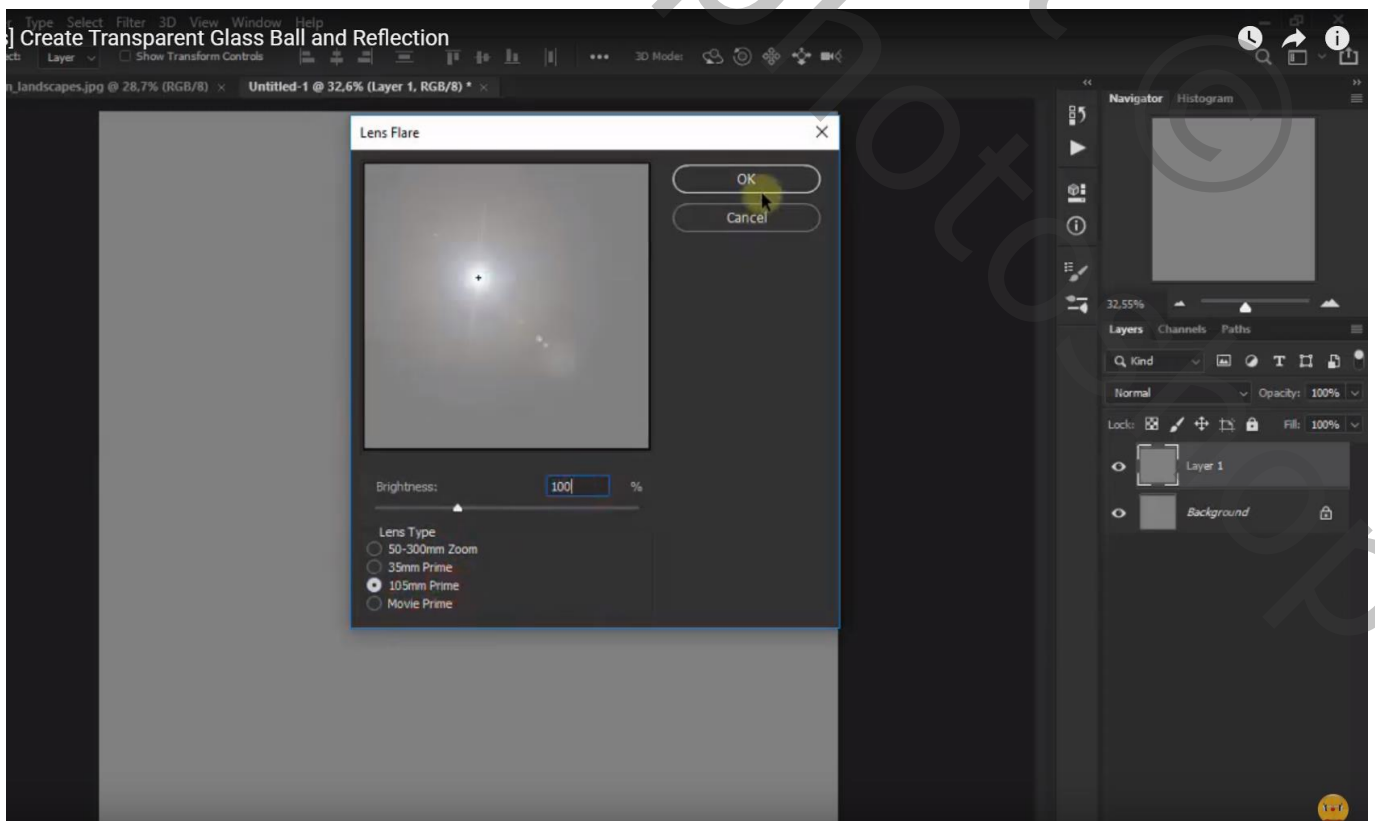 Type Select Filter 3D View Window Help
s] Create Transparent Glass Ball and Reflection
Layer Show Transform Controls 3D Mode:
n_landscapes.jpg @ 28,7% (RGB/8) × Untitled-1 @ 32,6% (Layer 1, RGB/8) * ×
Navigator Histogram
Lens Flare
OK
Cancel
Brightness: 100 %
Lens Type
50-300mm Zoom
35mm Prime
105mm Prime
Movie Prime
32,55%
Layers Channels Paths
Kind
Normal Opacity: 100%
Lock: Fill: 100%
Layer 1
Background